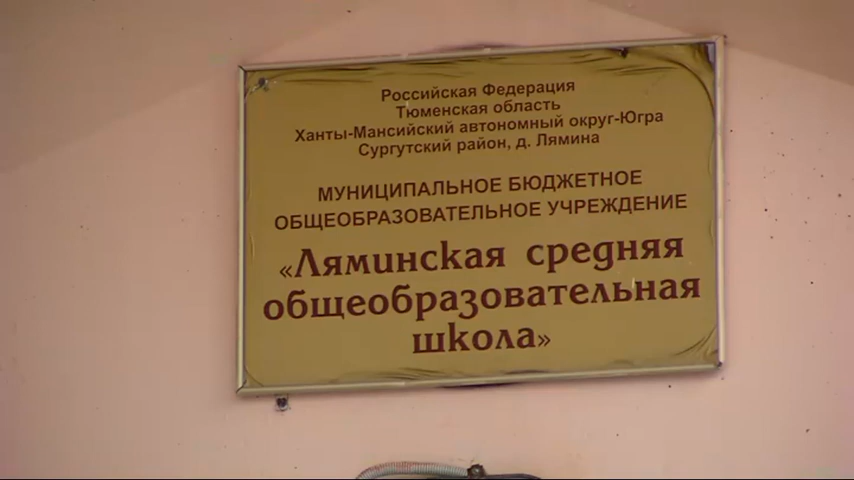 Российская Федерация
Тюменская область
Ханты-Мансийский автономный округ-Югра
Сургутский район, д. Лямина
МУНИЦИПАЛЬНОЕ БЮДЖЕТНОЕ
ОБЩЕОБРАЗОВАТЕЛЬНОЕ УЧРЕЖДЕНИЕ
«Ляминская средняя
общеобразовательная
школа»